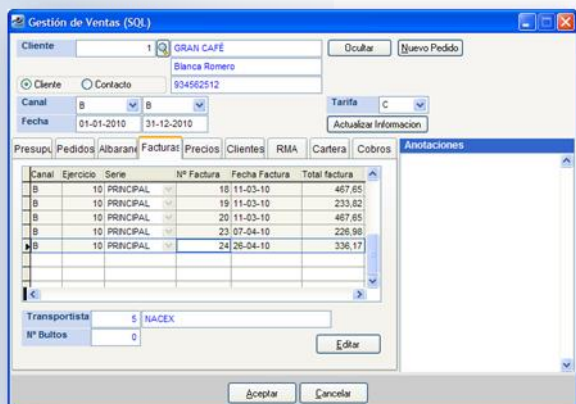 Gestión de Ventas (SQL)
Cliente 1 GRAN CAFÉ Ocultar Nuevo Pedido
Blanca Romero
Cliente Contacto 934562512
Canal B B Tarifa C
Fecha 01-01-2010 31-12-2010 Actualizar Informacion
Presupu Pedidos Albarane Facturas Precios Clientes RMA Cartera Cobros Anotaciones
Canal Ejercicio Serie Nº Factura Fecha Factura Total factura
B 10 PRINCIPAL 18 11-03-10 467,65
B 10 PRINCIPAL 19 11-03-10 233,82
B 10 PRINCIPAL 20 11-03-10 467,65
B 10 PRINCIPAL 23 07-04-10 226,98
B 10 PRINCIPAL 24 26-04-10 336,17
Transportista 5 NACEX
Nº Bultos 0
Editar
Aceptar Cancelar